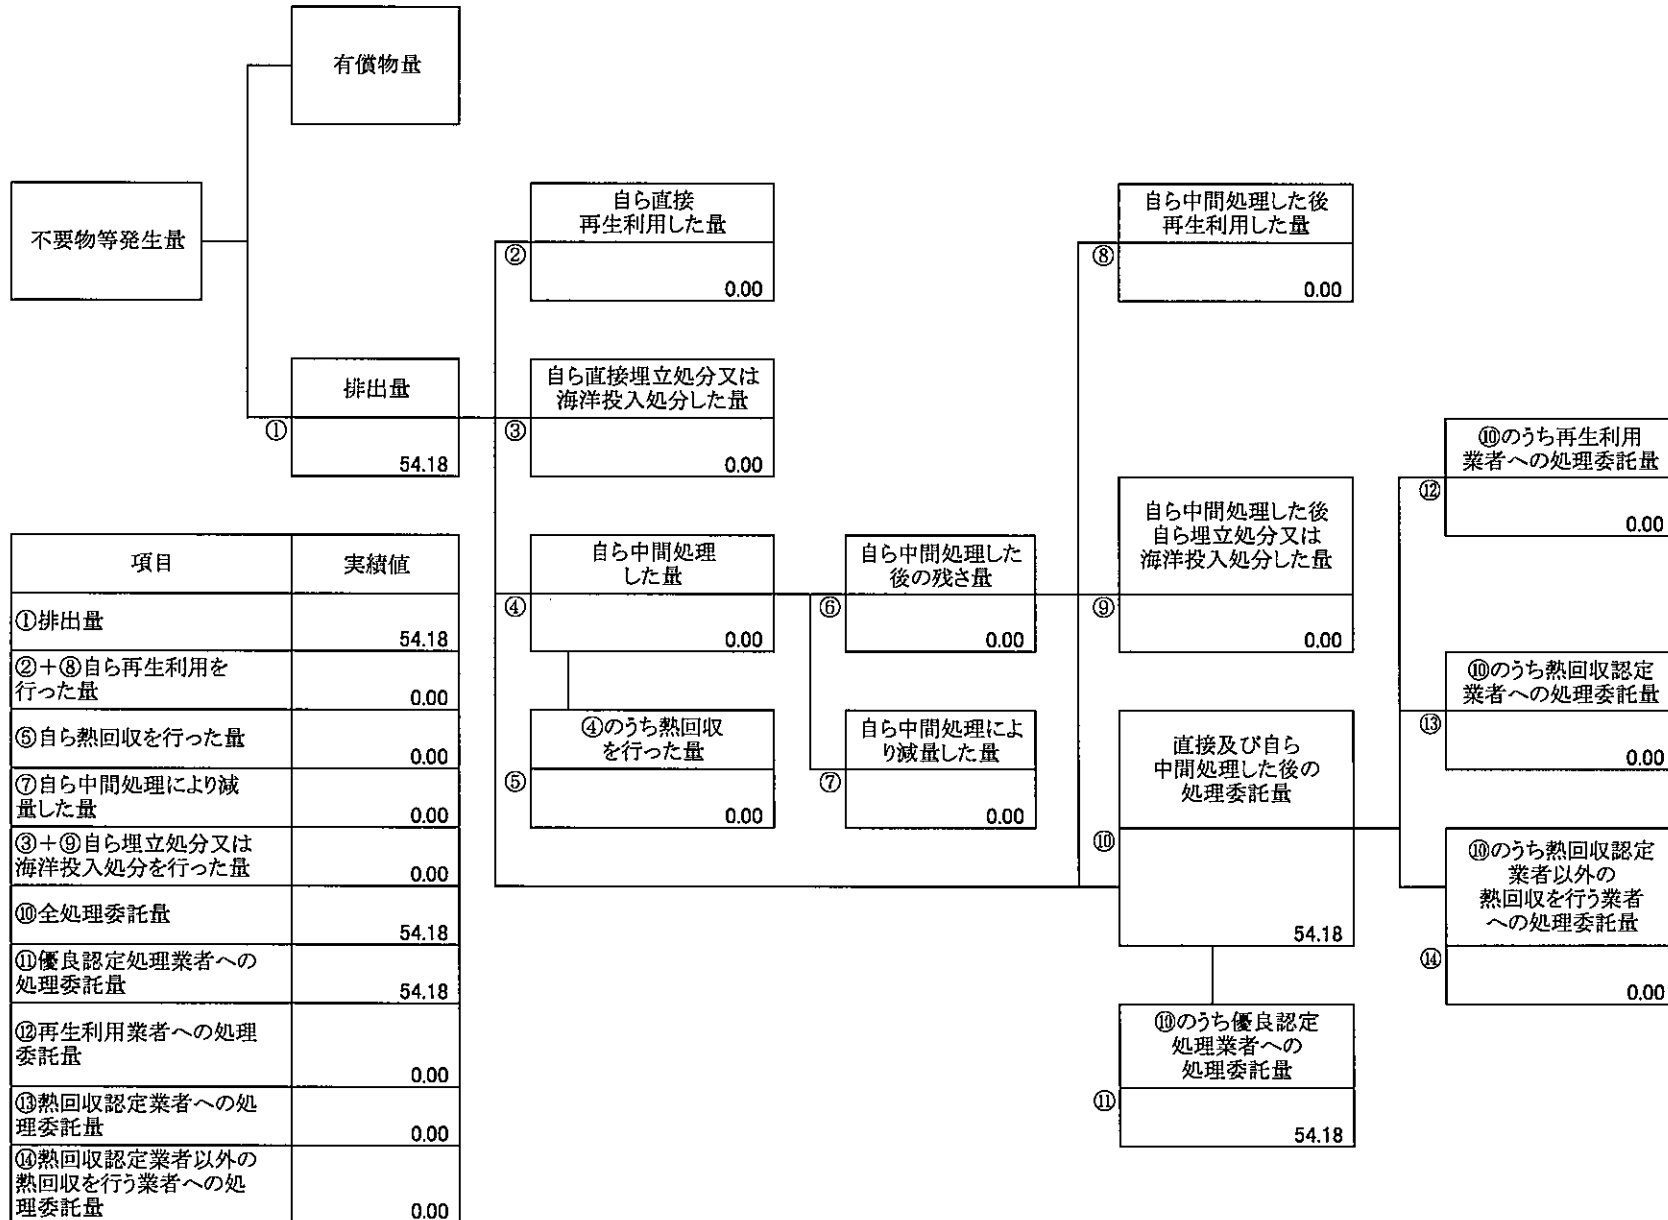 有償物量
不要物等発生量
自ら直接
再生利用した量
②
0.00
自ら中間処理した後
再生利用した量
⑧
0.00
排出量
①
54.18
自ら直接埋立処分又は
海洋投入処分した量
③
0.00
⑩のうち再生利用
業者への処理委託量
⑫
0.00
自ら中間処理
した量
④
0.00
自ら中間処理した
後の残さ量
⑥
0.00
自ら中間処理した後
自ら埋立処分又は
海洋投入処分した量
⑨
0.00
⑩のうち熱回収認定
業者への処理委託量
⑬
0.00
④のうち熱回収
を行った量
⑤
0.00
自ら中間処理によ
り減量した量
⑦
0.00
直接及び自ら
中間処理した後の
処理委託量
⑩
54.18
⑩のうち熱回収認定
業者以外の
熱回収を行う業者
への処理委託量
⑭
0.00
⑩のうち優良認定
処理業者への
処理委託量
⑪
54.18
項目 実績値
①排出量
54.18
②＋⑧自ら再生利用を
行った量
0.00
⑤自ら熱回収を行った量
0.00
⑦自ら中間処理により減
量した量
0.00
③＋⑨自ら埋立処分又は
海洋投入処分を行った量
0.00
⑩全処理委託量
54.18
⑪優良認定処理業者への
処理委託量
54.18
⑫再生利用業者への処理
委託量
0.00
⑬熱回収認定業者への処
理委託量
0.00
⑭熱回収認定業者以外の
熱回収を行う業者への処
理委託量
0.00